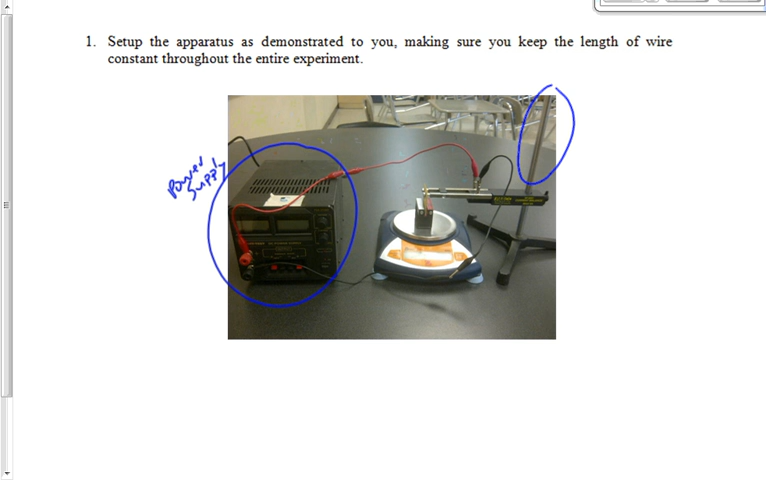 1. Setup the apparatus as demonstrated to you, making sure you keep the length of wire
constant throughout the entire experiment.
Power
Supply